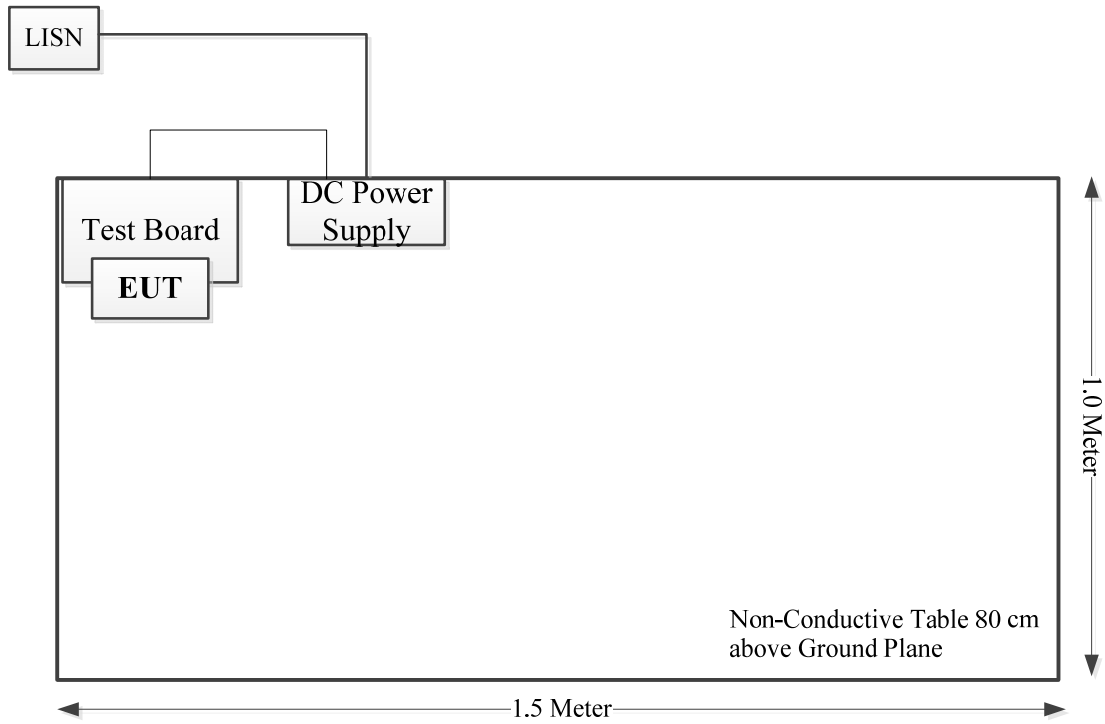 LISN
DC Power
Supply
Test Board
EUT
1.0 Meter
Non-Conductive Table 80 cm
above Ground Plane
1.5 Meter